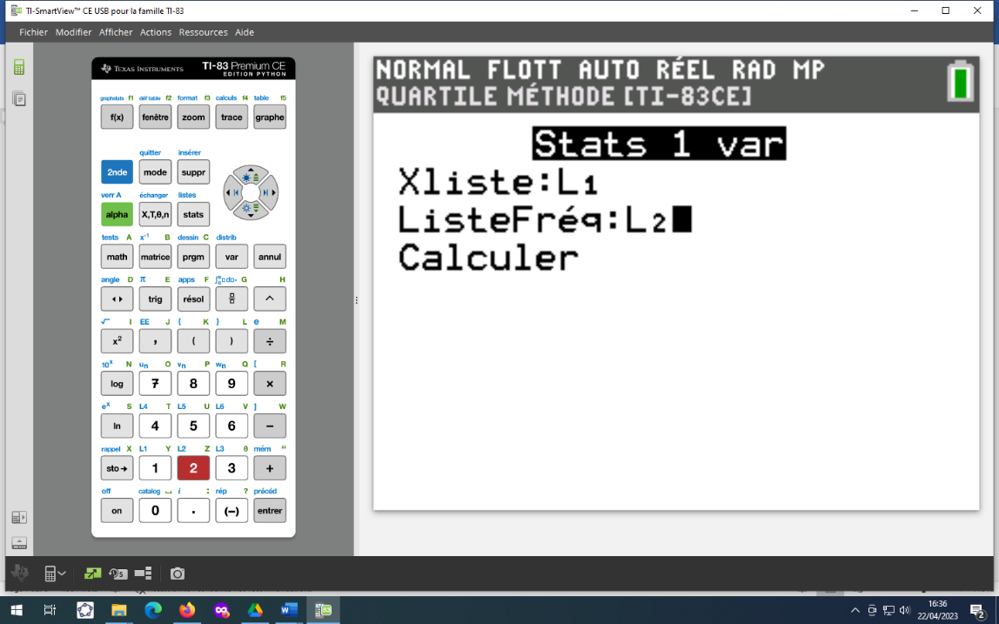 TI-SmartView™ CE USB pour la famille TI-83
Fichier Modifier Afficher Actions Ressources Aide
TEXAS INSTRUMENTS TI-83 Premium CE
EDITION PYTHON
graphstats f1 déf table f2 format f3 calculs f4 table f5
f(x) fenêtre zoom trace graphe
quitter insérer
2nde mode suppr
verr A échanger listes
alpha X,T,θ,n stats
tests A x⁻¹ B dessin C distrib
math matrice prgm var annul
angle D π E apps F G H
trig résol ^
√ I EE J { K } L e M
x² , ( ) ÷
10ˣ N uₙ O vₙ P wₙ Q [ R
log 7 8 9 ×
eˣ S L4 T L5 U L6 V ] W
ln 4 5 6 −
rappel X L1 Y L2 Z L3 θ mém “
sto→ 1 2 3 +
off catalog i : rép ? précéd
on 0 . (−) entrer
NORMAL FLOTT AUTO RÉEL RAD MP
QUARTILE MÉTHODE [TI-83CE]
Stats 1 var
Xliste:L₁
ListeFréq:L₂
Calculer
16:36
22/04/2023
2